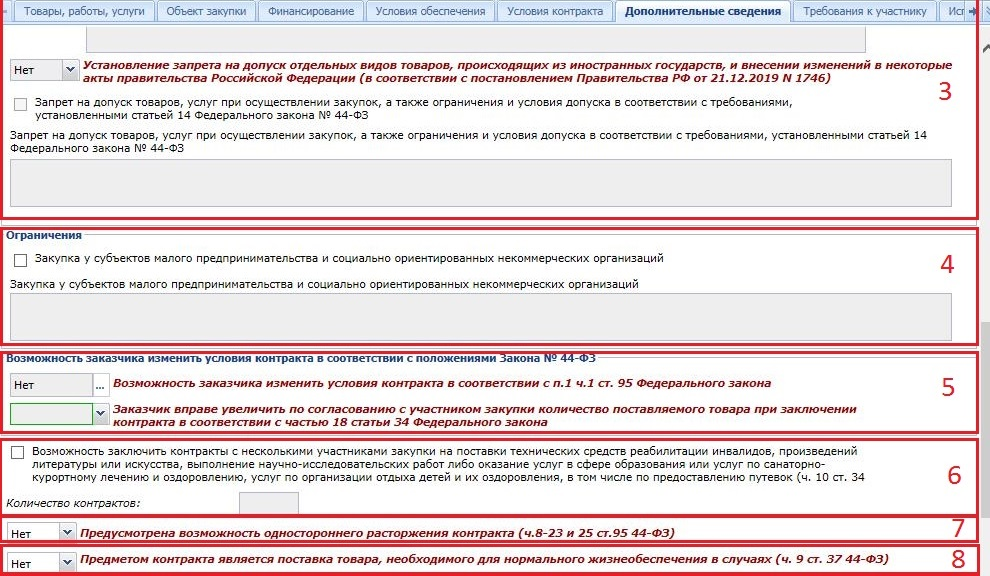 Товары, работы, услуги Объект закупки Финансирование Условия обеспечения Условия контракта Дополнительные сведения Требования к участнику Исп
Нет Установление запрета на допуск отдельных видов товаров, происходящих из иностранных государств, и внесении изменений в некоторые
акты правительства Российской Федерации (в соответствии с постановлением Правительства РФ от 21.12.2019 N 1746)
3
Запрет на допуск товаров, услуг при осуществлении закупок, а также ограничения и условия допуска в соответствии с требованиями,
установленными статьей 14 Федерального закона № 44-ФЗ
Запрет на допуск товаров, услуг при осуществлении закупок, а также ограничения и условия допуска в соответствии с требованиями, установленными статьей 14
Федерального закона № 44-ФЗ
Ограничения
Закупка у субъектов малого предпринимательства и социально ориентированных некоммерческих организаций
4
Закупка у субъектов малого предпринимательства и социально ориентированных некоммерческих организаций
Возможность заказчика изменить условия контракта в соответствии с положениями Закона № 44-ФЗ
Нет ... Возможность заказчика изменить условия контракта в соответствии с п.1 ч.1 ст. 95 Федерального закона
5
Заказчик вправе увеличить по согласованию с участником закупки количество поставляемого товара при заключении
контракта в соответствии с частью 18 статьи 34 Федерального закона
Возможность заключить контракты с несколькими участниками закупки на поставки технических средств реабилитации инвалидов, произведений
литературы или искусства, выполнение научно-исследовательских работ либо оказание услуг в сфере образования или услуг по санаторно-
курортному лечению и оздоровлению, услуг по организации отдыха детей и их оздоровления, в том числе по предоставлению путевок (ч. 10 ст. 34
6
Количество контрактов:
Нет Предусмотрена возможность одностороннего расторжения контракта (ч.8-23 и 25 ст.95 44-ФЗ) 7
Нет Предметом контракта является поставка товара, необходимого для нормального жизнеобеспечения в случаях (ч. 9 ст. 37 44-ФЗ) 8